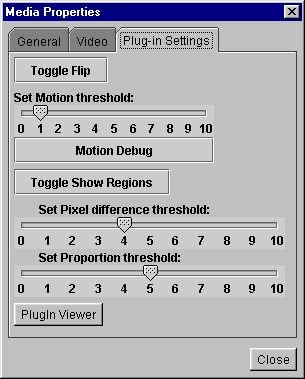 Media Properties
General Video Plug-in Settings
Toggle Flip
Set Motion threshold:
0 1 2 3 4 5 6 7 8 9 10
Motion Debug
Toggle Show Regions
Set Pixel difference threshold:
0 1 2 3 4 5 6 7 8 9 10
Set Proportion threshold:
0 1 2 3 4 5 6 7 8 9 10
PlugIn Viewer
Close